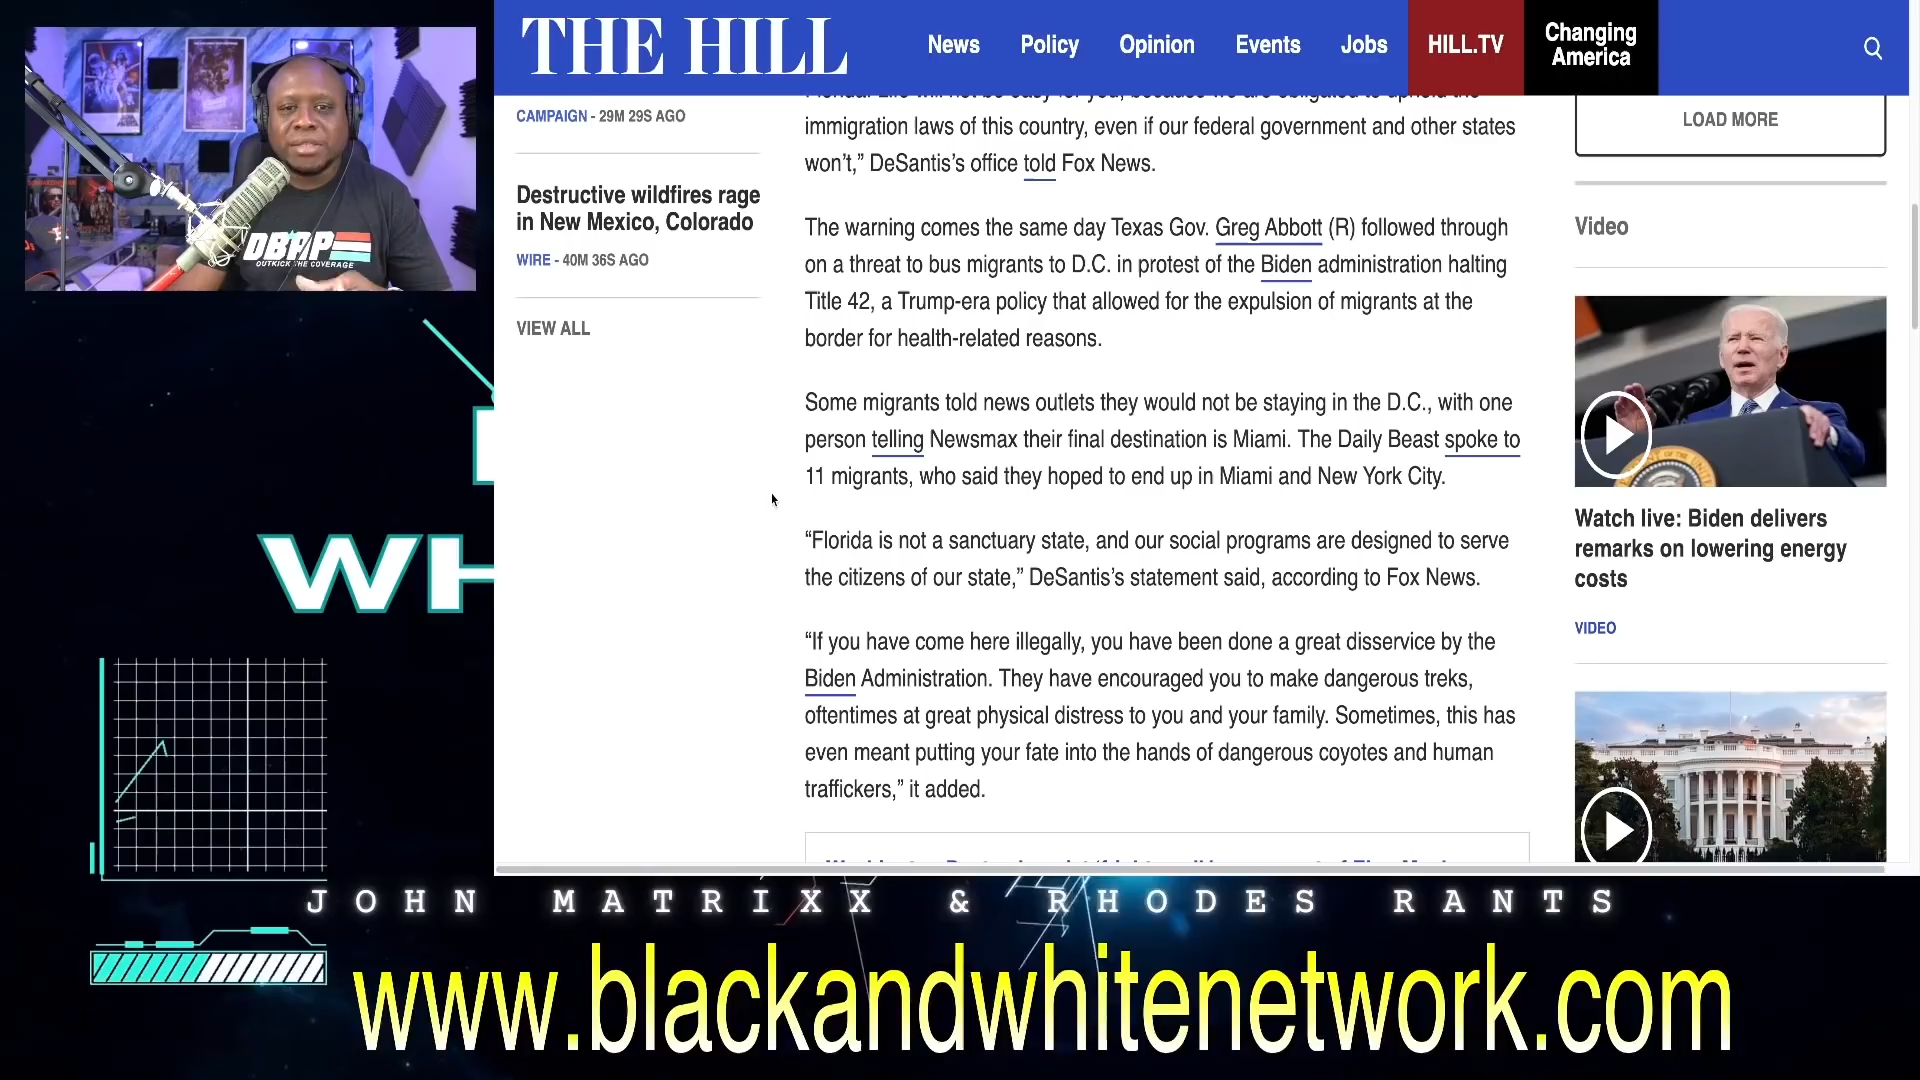 THE HILL
News
Policy
Opinion
Events
Jobs
HILL.TV
Changing
America
CAMPAIGN - 29M 29S AGO
Destructive wildfires rage
in New Mexico, Colorado
WIRE - 40M 36S AGO
VIEW ALL
immigration laws of this country, even if our federal government and other states
won’t,” DeSantis’s office told Fox News.
The warning comes the same day Texas Gov. Greg Abbott (R) followed through
on a threat to bus migrants to D.C. in protest of the Biden administration halting
Title 42, a Trump-era policy that allowed for the expulsion of migrants at the
border for health-related reasons.
Some migrants told news outlets they would not be staying in the D.C., with one
person telling Newsmax their final destination is Miami. The Daily Beast spoke to
11 migrants, who said they hoped to end up in Miami and New York City.
“Florida is not a sanctuary state, and our social programs are designed to serve
the citizens of our state,” DeSantis’s statement said, according to Fox News.
“If you have come here illegally, you have been done a great disservice by the
Biden Administration. They have encouraged you to make dangerous treks,
oftentimes at great physical distress to you and your family. Sometimes, this has
even meant putting your fate into the hands of dangerous coyotes and human
traffickers,” it added.
LOAD MORE
Video
Watch live: Biden delivers
remarks on lowering energy
costs
VIDEO
OUTKICK THE COVERAGE
WH
JOHN MATRIXX & RHODES RANTS
www.blackandwhitenetwork.com